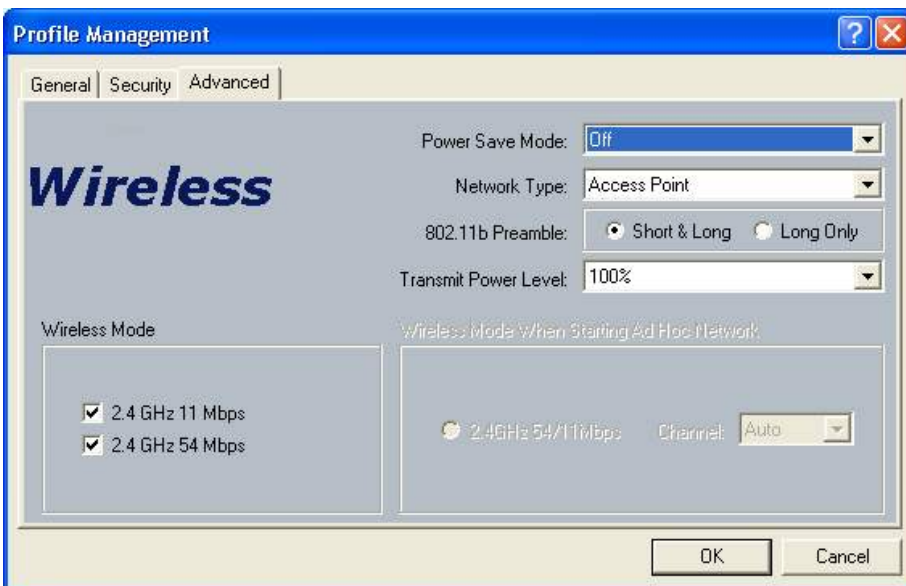 Profile Management
General
Security
Advanced
Wireless
Power Save Mode: Off
Network Type: Access Point
802.11b Preamble: Short & Long Long Only
Transmit Power Level: 100%
Wireless Mode
2.4 GHz 11 Mbps
2.4 GHz 54 Mbps
Wireless Mode When Starting Ad Hoc Network
2.4GHz 54/11Mbps Channel: Auto
OK
Cancel